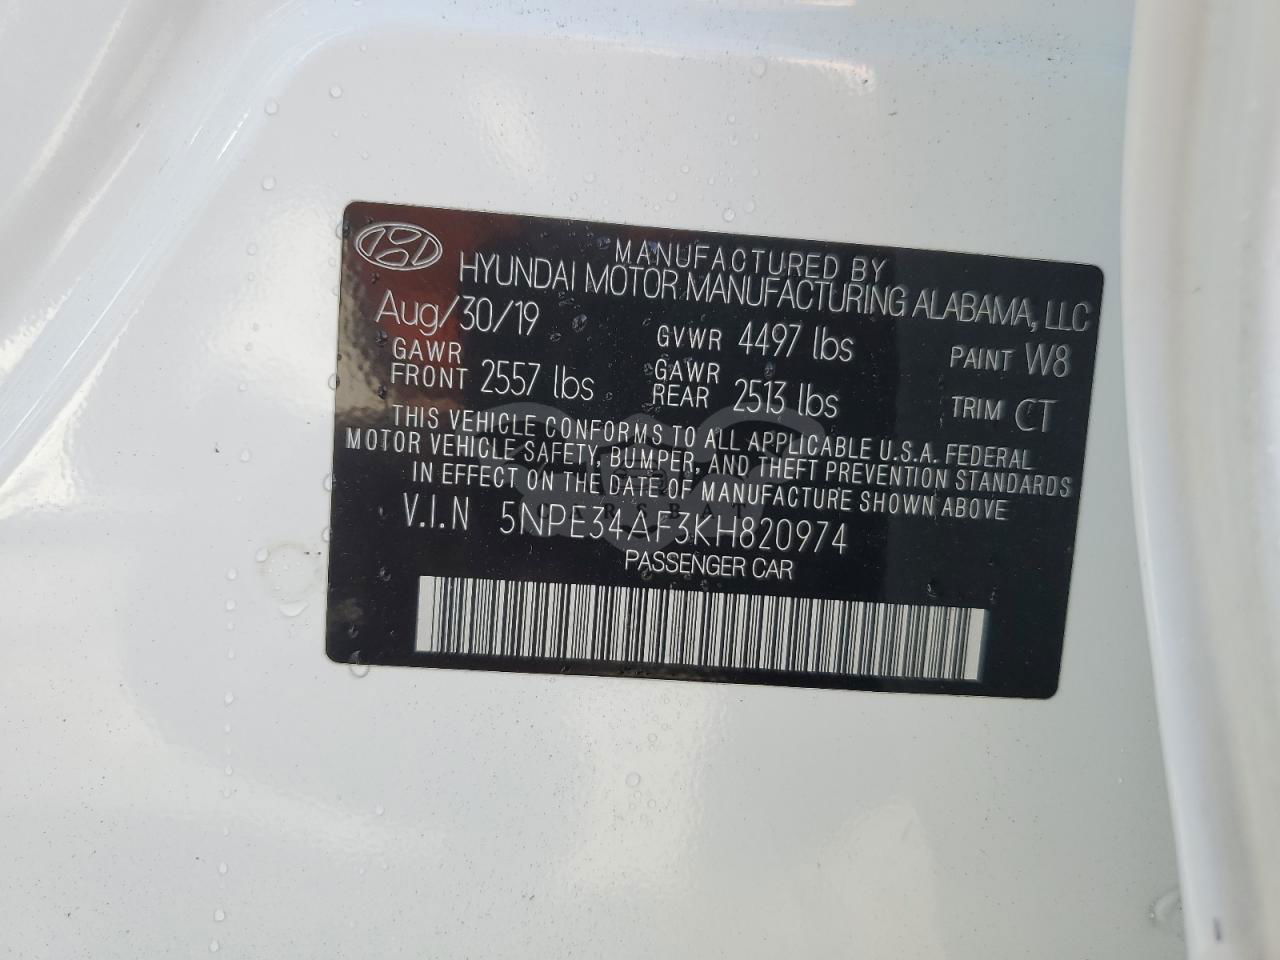 MANUFACTURED BY
HYUNDAI MOTOR MANUFACTURING ALABAMA, LLC
Aug/30/19 GVWR 4497 lbs PAINT W8
GAWR FRONT 2557 lbs GAWR REAR 2513 lbs TRIM CT
THIS VEHICLE CONFORMS TO ALL APPLICABLE U.S.A. FEDERAL
MOTOR VEHICLE SAFETY, BUMPER, AND THEFT PREVENTION STANDARDS
IN EFFECT ON THE DATE OF MANUFACTURE SHOWN ABOVE
CARSBAT
V.I.N 5NPE34AF3KH820974
PASSENGER CAR